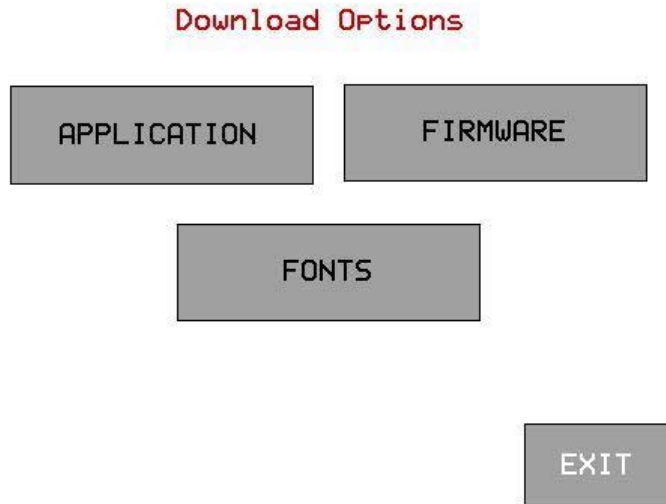 Download Options
APPLICATION
FIRMWARE
FONTS
EXIT